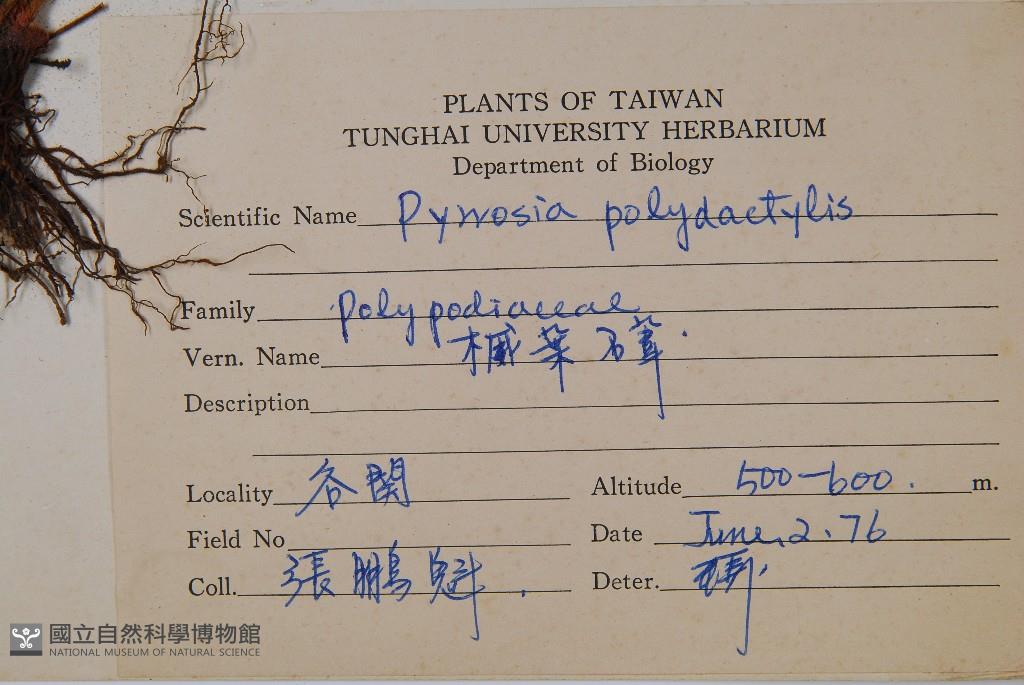 PLANTS OF TAIWAN
TUNGHAI UNIVERSITY HERBARIUM
Department of Biology
Scientific Name Pyrrosia polydactylis
Family Polypodiaceae
Vern. Name 槭葉石葦.
Description
Locality 谷関
Altitude 500-600. m.
Field No
Date June. 2. 76
Coll. 張鵬魁.
Deter.
國立自然科學博物館
NATIONAL MUSEUM OF NATURAL SCIENCE